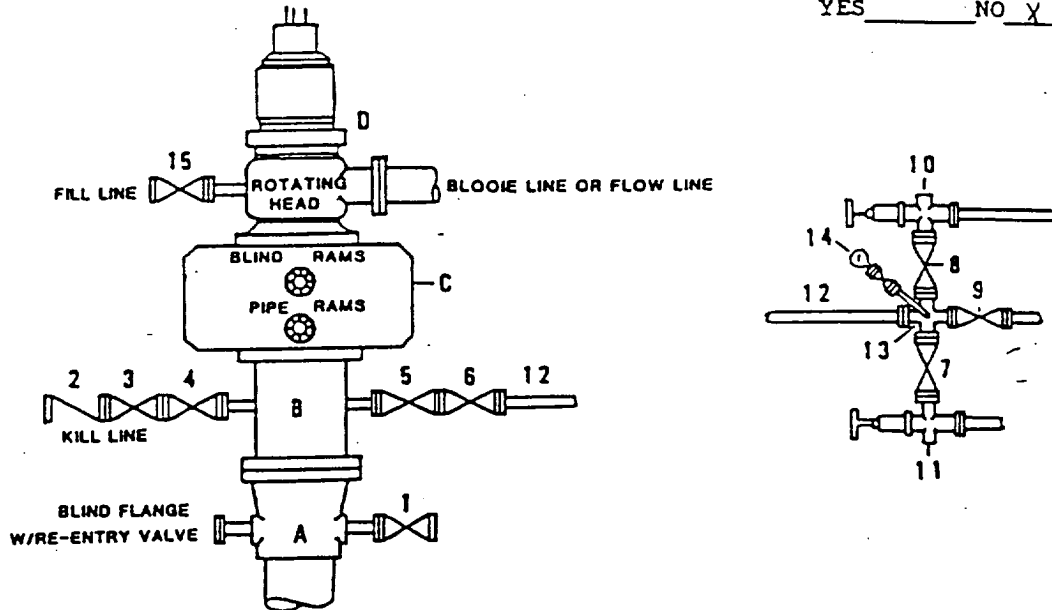 YES NO X
D
15
FILL LINE
ROTATING HEAD
BLOOIE LINE OR FLOW LINE
BLIND RAMS
C
PIPE RAMS
2 3 4
B
5 6 12
KILL LINE
BLIND FLANGE
W/RE-ENTRY VALVE
A
1
10
14
8
12
9
13
7
11